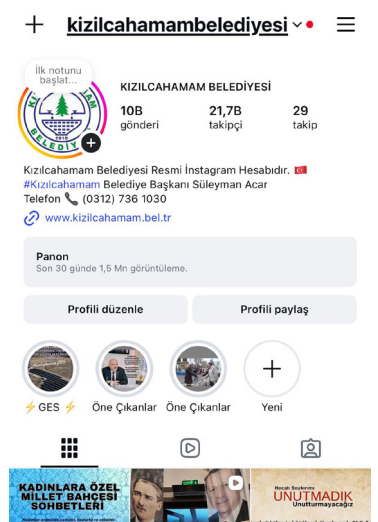 kizilcahamambelediyesi
İlk notunu
başlat...
BELEDİY
KIZILCAHAMAM BELEDİYESİ
10B
21,7B
29
gönderi
takipçi
takip
Kızılcahamam Belediyesi Resmi İnstagram Hesabıdır. 🇹🇷
#Kızılcahamam Belediye Başkanı Süleyman Acar
Telefon 📞 (0312) 736 1030
www.kizilcahamam.bel.tr
Panon
Son 30 günde 1,5 Mn görüntüleme.
Profili düzenle
Profili paylaş
⚡ GES ⚡
Öne Çıkanlar
Öne Çıkanlar
Yeni
KADINLARA ÖZEL
MİLLET BAHÇESİ
SOHBETLERİ
Hocalı Soykırımı
UNUTMADIK
Unutturmayacağız